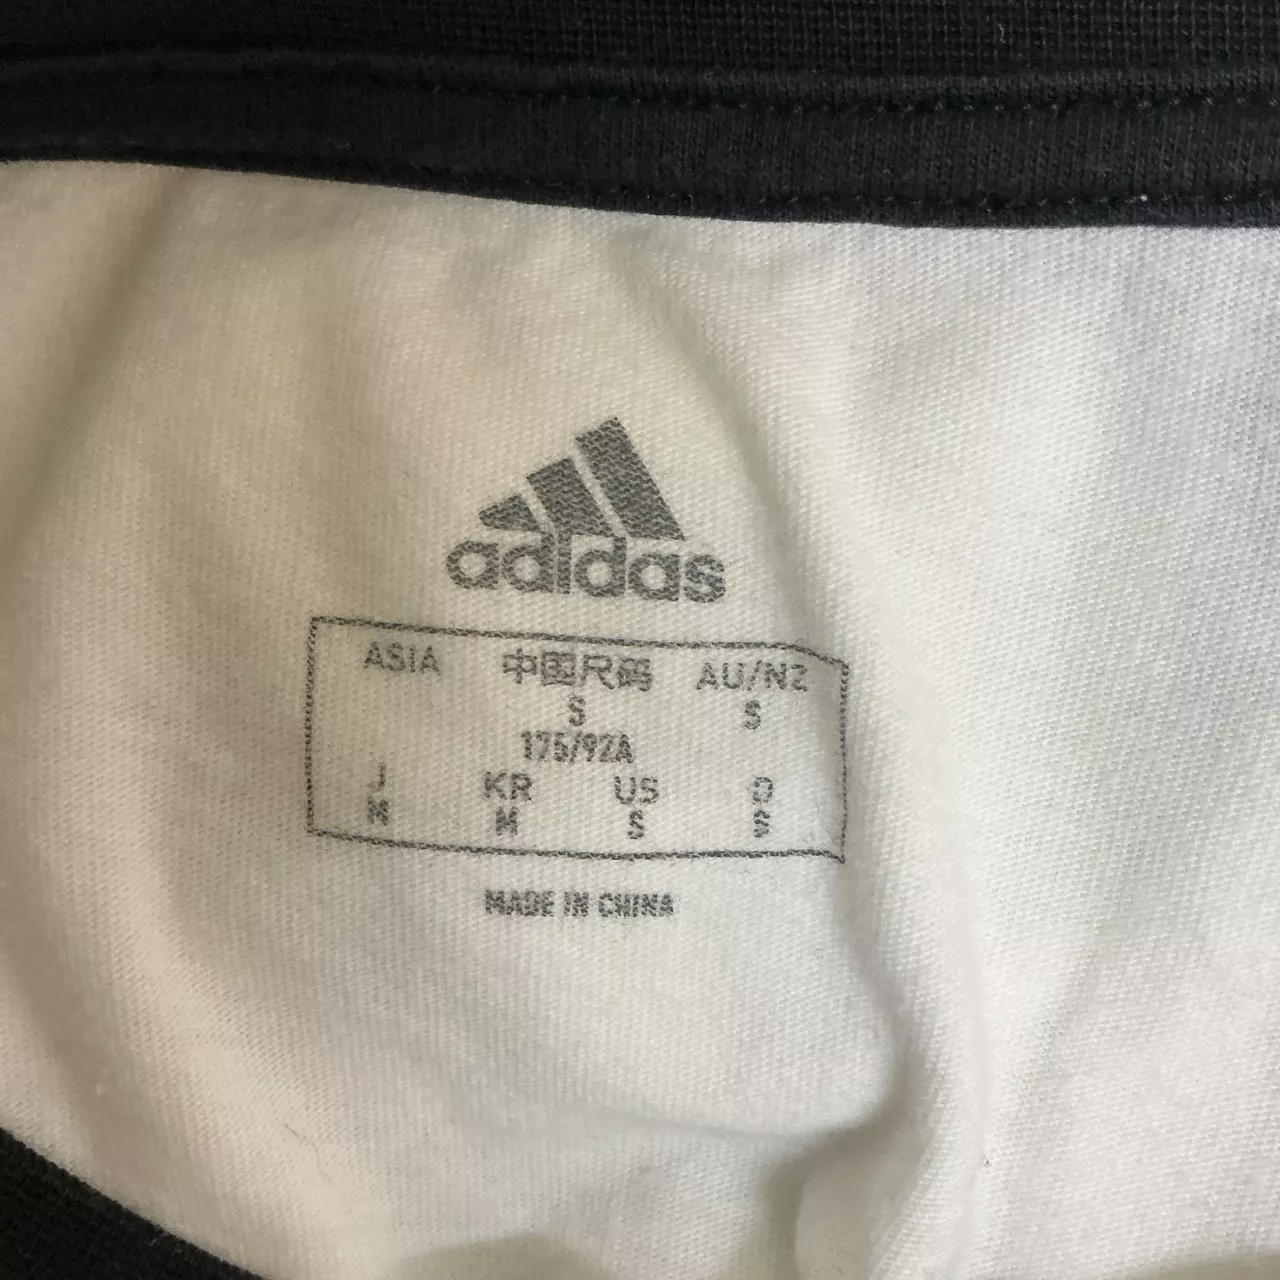 adidas
ASIA 中国尺码 AU/NZ
S S
175/92A
J KR US D
M M S S
MADE IN CHINA